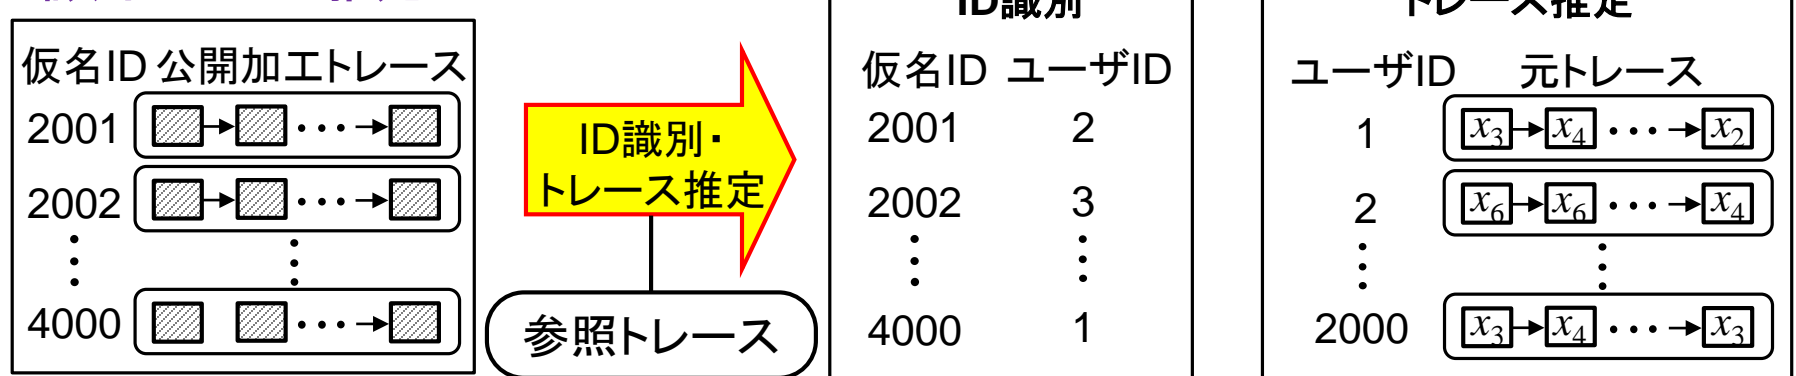 ID識別
トレース推定
仮名ID 公開加工トレース
2001
2002
4000
ID識別・
トレース推定
参照トレース
仮名ID ユーザID
2001 2
2002 3
4000 1
ユーザID 元トレース
1 x3 x4 ・・・ x2
2 x6 x6 ・・・ x4
2000 x3 x4 ・・・ x3